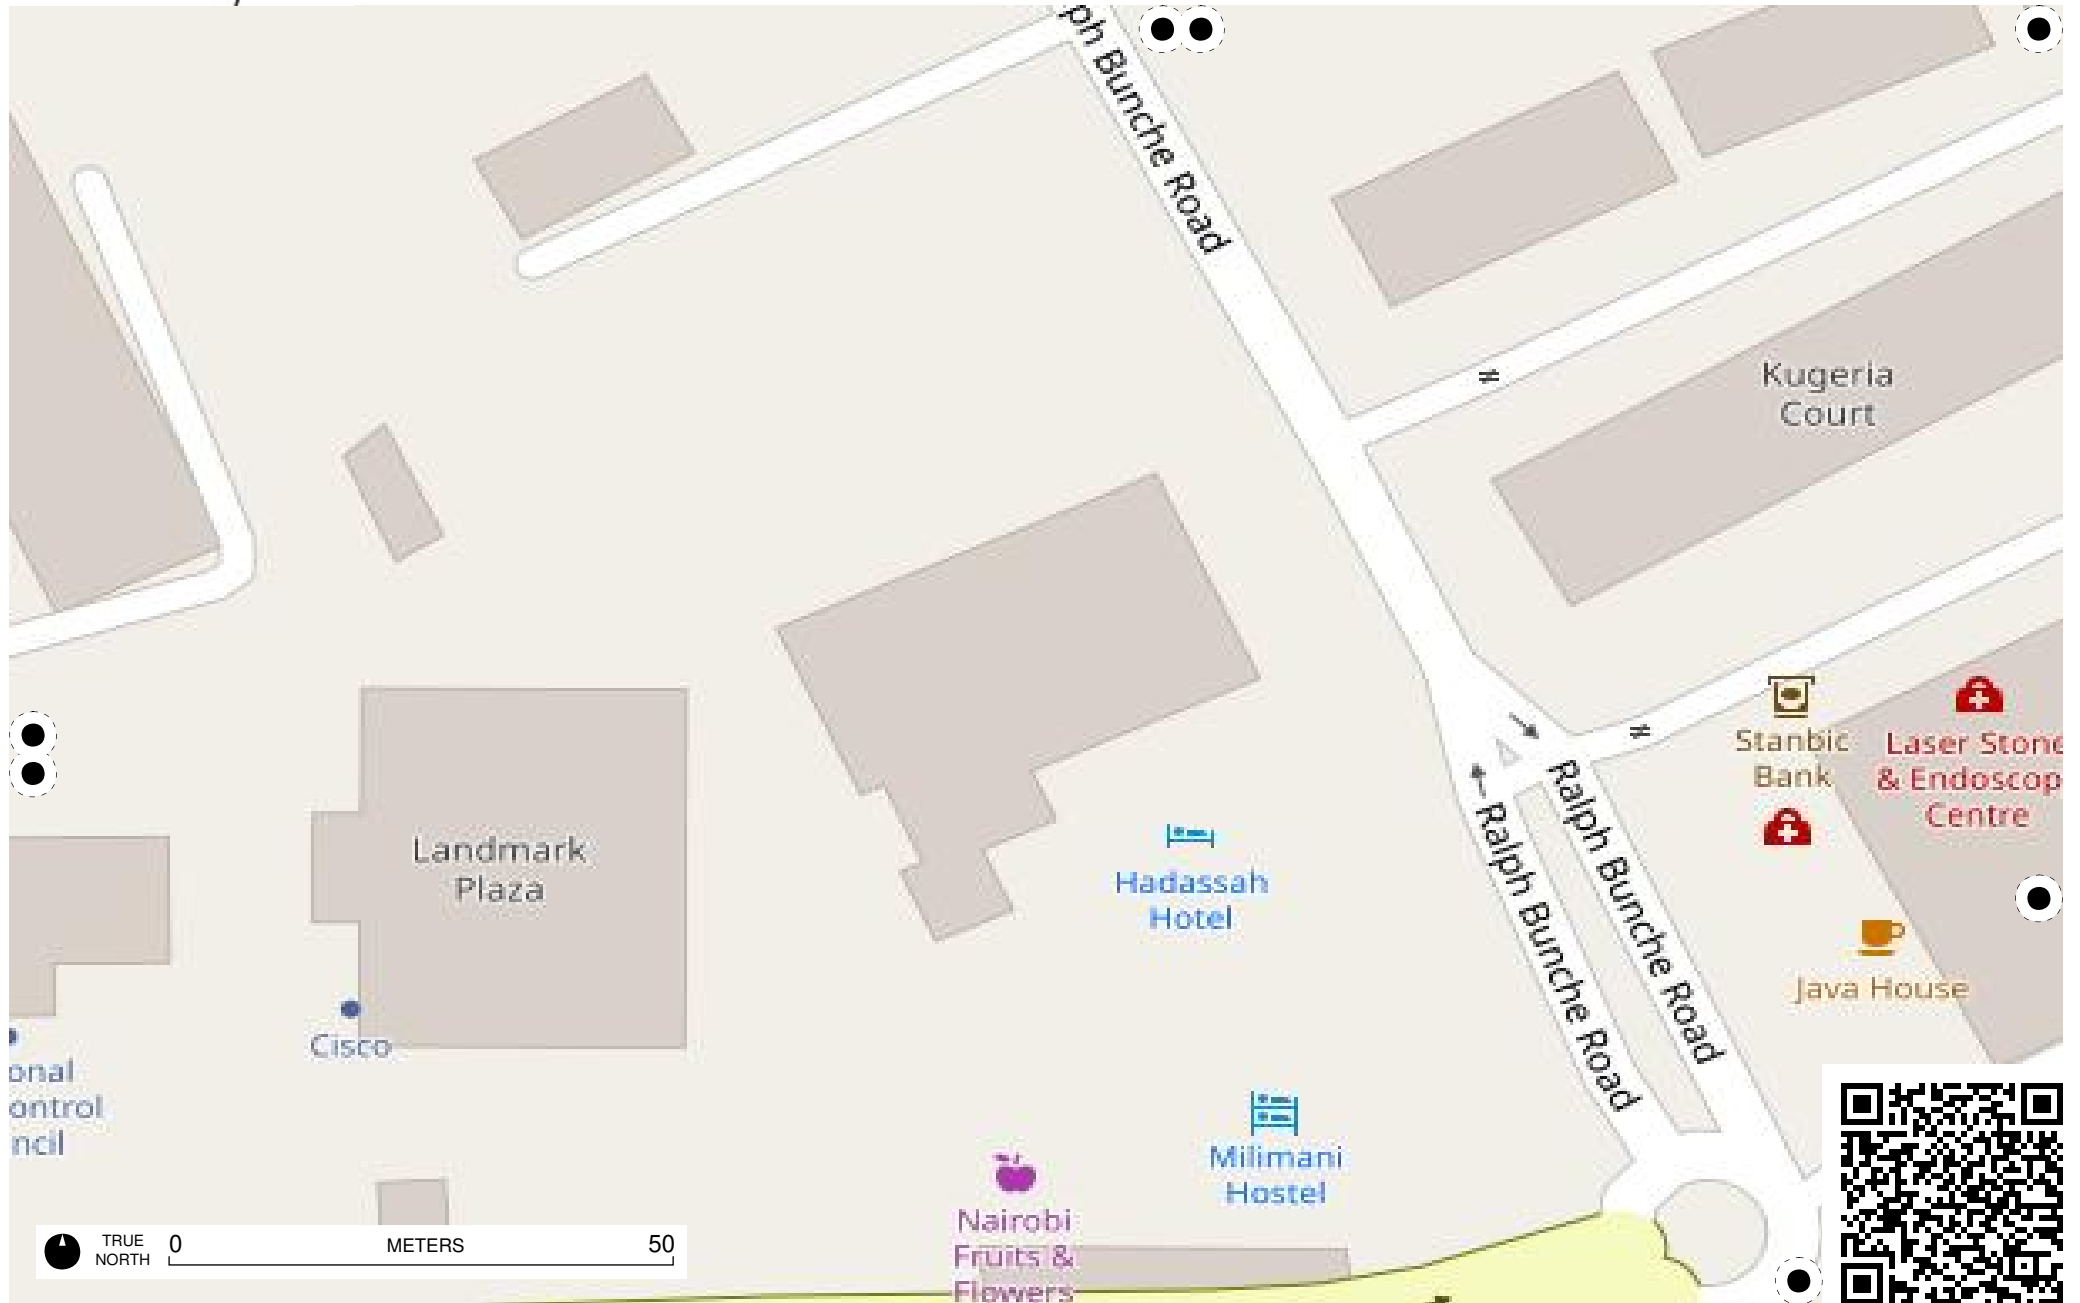 ph Bunche Road
Kugeria
Court
Stanbic
Bank
Laser Stone
& Endoscop
Centre
Ralph Bunche Road
Ralph Bunche Road
Landmark
Plaza
Hadassah
Hotel
Java House
Cisco
onal
ontrol
ncil
Milimani
Hostel
Nairobi
Fruits &
Flowers
TRUE
NORTH
0 METERS 50